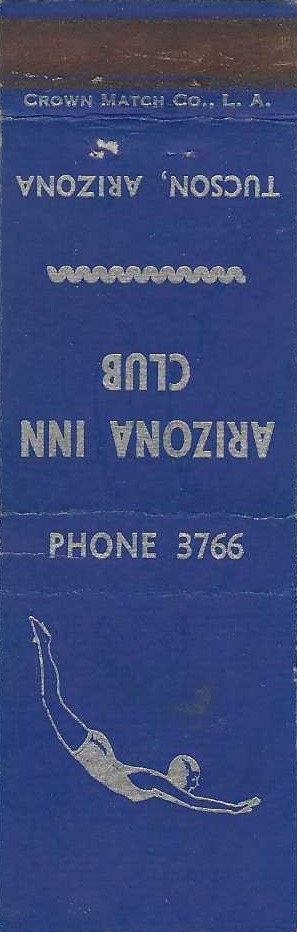 CROWN MATCH CO., L. A.
ARIZONA INN
CLUB
TUCSON, ARIZONA
PHONE 3766